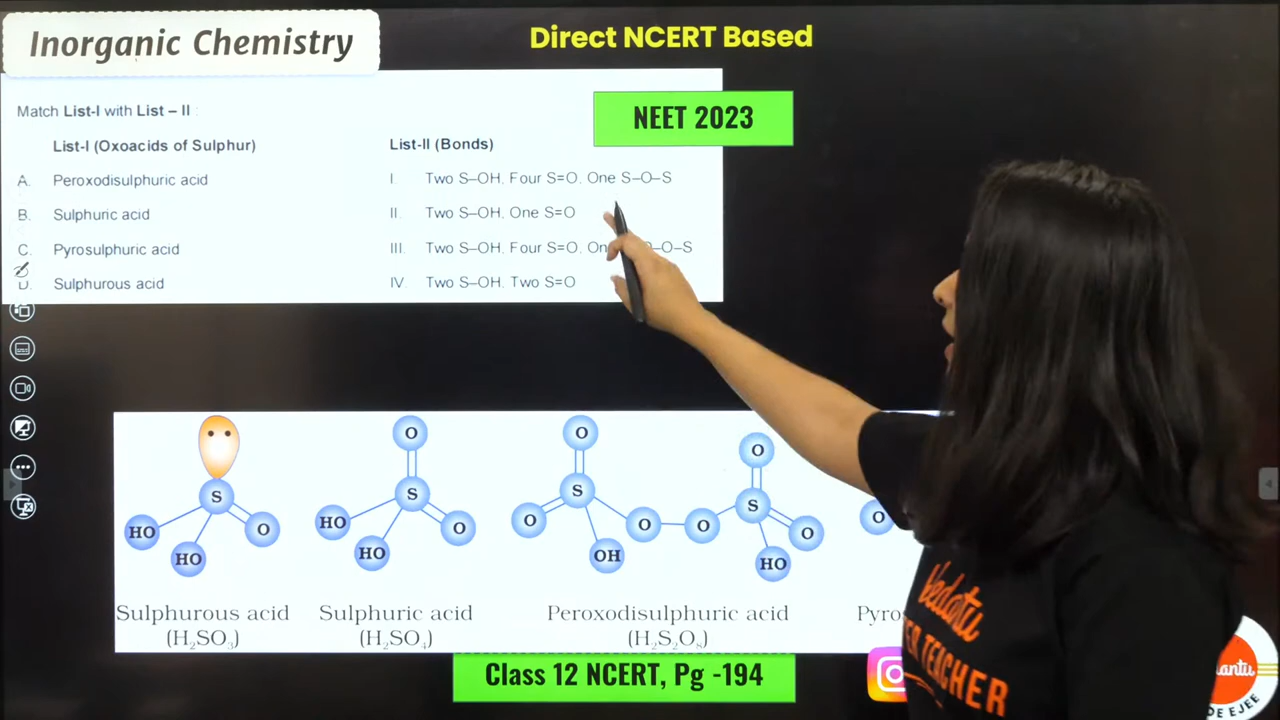 Inorganic Chemistry
Direct NCERT Based
NEET 2023
Match List-I with List – II :
List-I (Oxoacids of Sulphur) List-II (Bonds)
A. Peroxodisulphuric acid I. Two S–OH, Four S=O, One S–O–S
B. Sulphuric acid II. Two S–OH, One S=O
C. Pyrosulphuric acid III. Two S–OH, Four S=O, O–S
D. Sulphurous acid IV. Two S–OH, Two S=O
S HO HO O
O S HO HO O
O S O OH O O S O O HO
O
Sulphurous acid Sulphuric acid Peroxodisulphuric acid
(H₂SO₃) (H₂SO₄) (H₂S₂O₈)
Class 12 NCERT, Pg -194
Vedantu
TEACHER